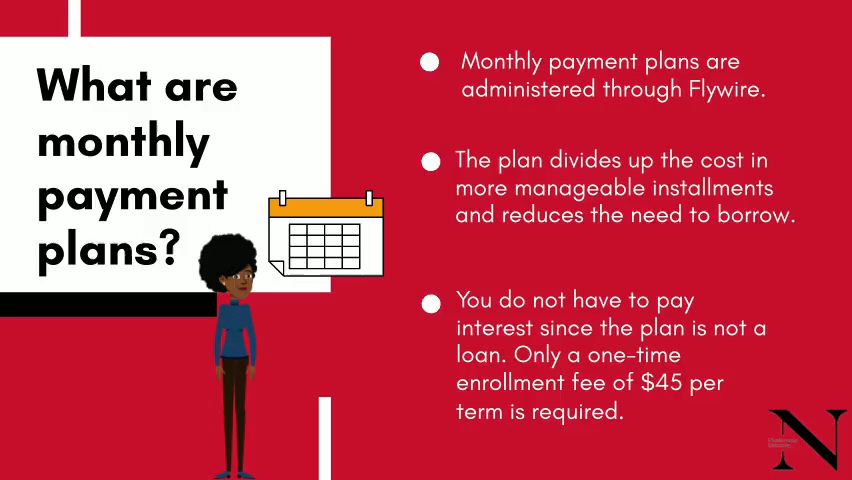 What are
monthly
payment
plans?
Monthly payment plans are
administered through Flywire.
The plan divides up the cost in
more manageable installments
and reduces the need to borrow.
You do not have to pay
interest since the plan is not a
loan. Only a one-time
enrollment fee of $45 per
term is required.
N